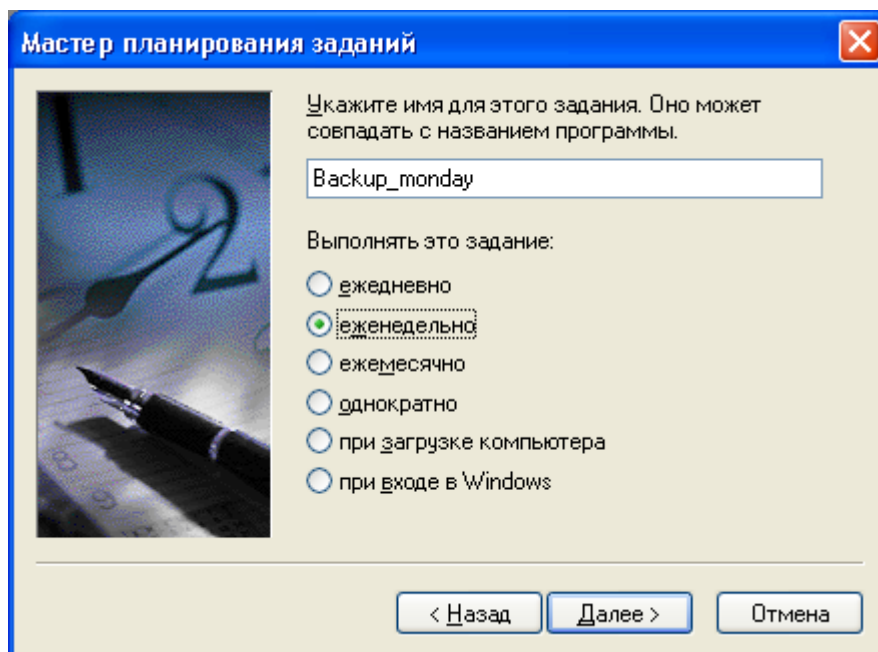 Мастер планирования заданий
Укажите имя для этого задания. Оно может
совпадать с названием программы.
Backup_monday
Выполнять это задание:
ежедневно
еженедельно
ежемесячно
однократно
при загрузке компьютера
при входе в Windows
< Назад
Далее >
Отмена